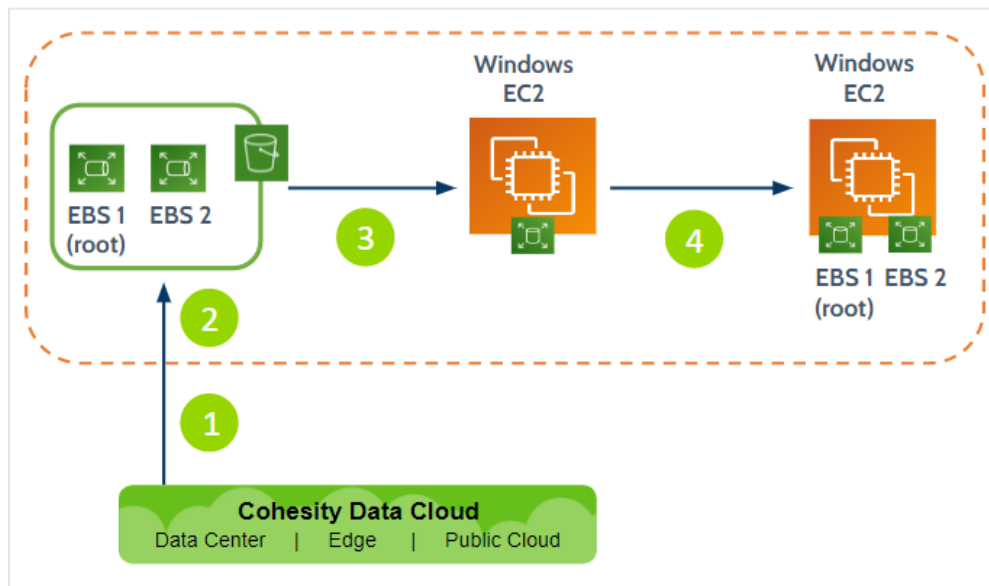 Windows
EC2
Windows
EC2
EBS 1
(root)
EBS 2
3
4
EBS 1
(root)
EBS 2
2
1
Cohesity Data Cloud
Data Center | Edge | Public Cloud